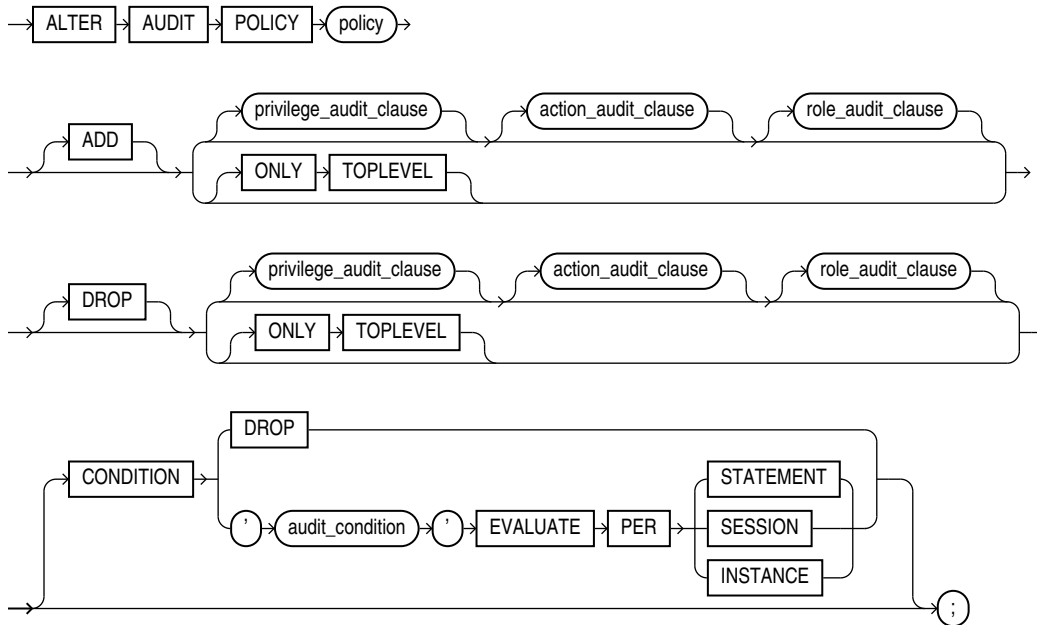 ALTER AUDIT POLICY policy
privilege_audit_clause action_audit_clause role_audit_clause
ADD
ONLY TOPLEVEL
privilege_audit_clause action_audit_clause role_audit_clause
DROP
ONLY TOPLEVEL
DROP
CONDITION STATEMENT
' audit_condition ' EVALUATE PER SESSION
INSTANCE
;